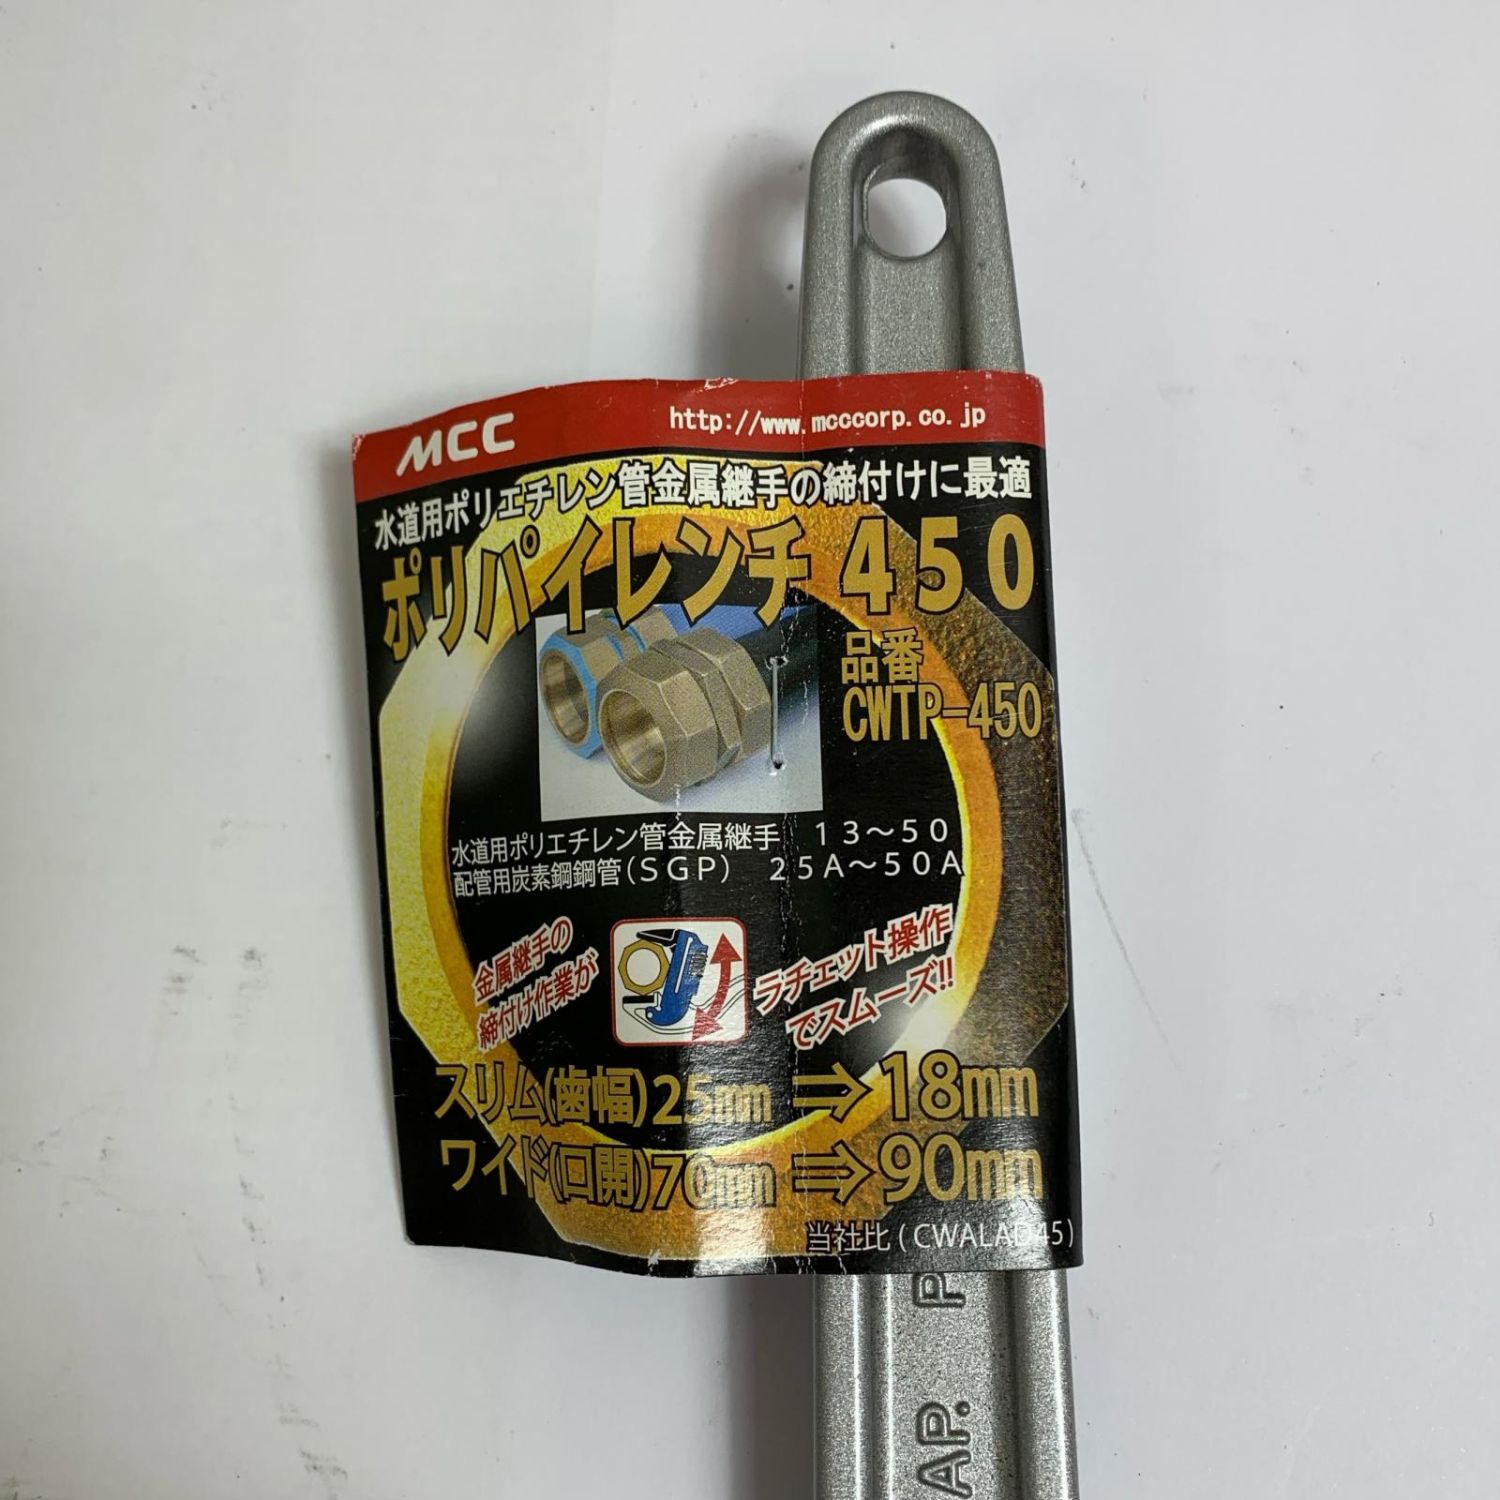 MCC
http://www.mcccorp.co.jp
水道用ポリエチレン管金属継手の締付けに最適
ポリパイレンチ 450
品番
CWTP-450
水道用ポリエチレン管金属継手　13～50
配管用炭素鋼鋼管(SGP)　25A～50A
金属継手の
締付け作業が
ラチェット操作
でスムーズ!!
スリム(歯幅)25mm⇒18mm
ワイド(口開)70mm⇒90mm
当社比(CWALAD45)
AP. P